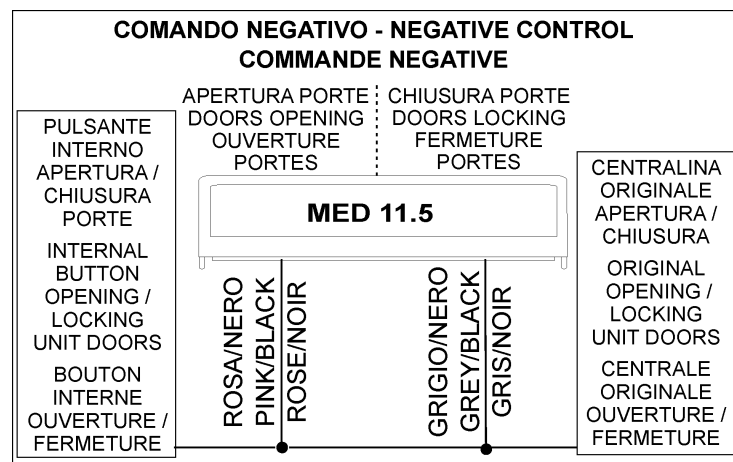 COMANDO NEGATIVO - NEGATIVE CONTROL
COMMANDE NEGATIVE
PULSANTE
INTERNO
APERTURA /
CHIUSURA
PORTE
INTERNAL
BUTTON
OPENING /
LOCKING
UNIT DOORS
BOUTON
INTERNE
OUVERTURE /
FERMETURE
APERTURA PORTE
DOORS OPENING
OUVERTURE
PORTES
CHIUSURA PORTE
DOORS LOCKING
FERMETURE
PORTES
MED 11.5
ROSA/NERO
PINK/BLACK
ROSE/NOIR
GRIGIO/NERO
GREY/BLACK
GRIS/NOIR
CENTRALINA
ORIGINALE
APERTURA /
CHIUSURA
ORIGINAL
OPENING /
LOCKING
UNIT DOORS
CENTRALE
ORIGINALE
OUVERTURE /
FERMETURE